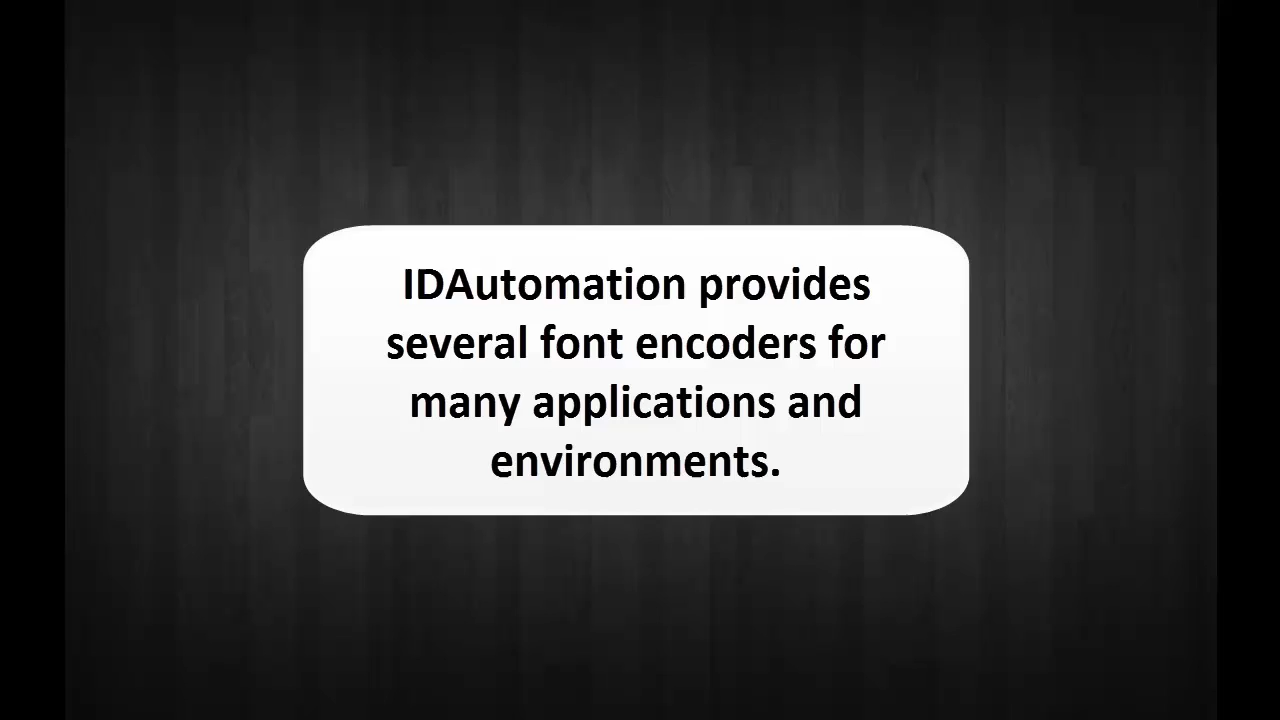 IDAutomation provides
several font encoders for
many applications and
environments.